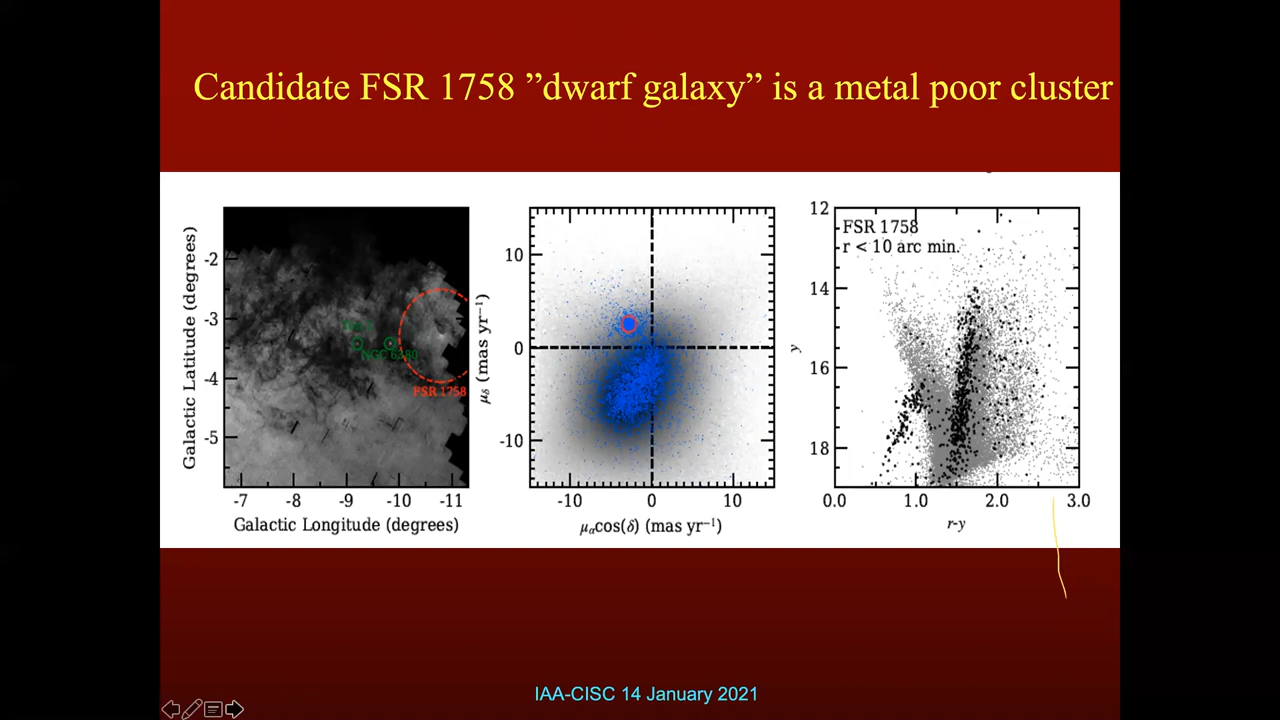 Candidate FSR 1758 ”dwarf galaxy” is a metal poor cluster
Galactic Latitude (degrees)
-2
-3
-4
-5
NGC 6380
FSR 1758
-7 -8 -9 -10 -11
Galactic Longitude (degrees)
μδ (mas yr⁻¹)
10
0
-10
-10 0 10
μαcos(δ) (mas yr⁻¹)
y
12
14
16
18
FSR 1758
r < 10 arc min.
0.0 1.0 2.0 3.0
r-y
IAA-CISC 14 January 2021